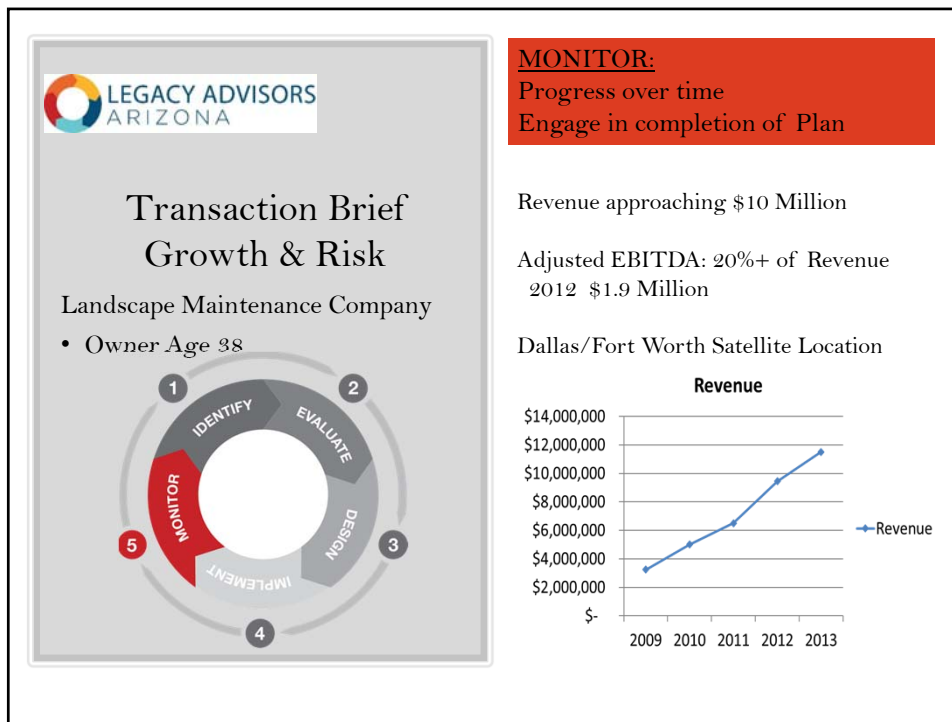 LEGACY ADVISORS
ARIZONA
Transaction Brief
Growth & Risk
Landscape Maintenance Company
• Owner Age 38
1
2
3
4
5
IDENTIFY
EVALUATE
DESIGN
IMPLEMENT
MONITOR
MONITOR:
Progress over time
Engage in completion of Plan
Revenue approaching $10 Million
Adjusted EBITDA: 20%+ of Revenue
2012 $1.9 Million
Dallas/Fort Worth Satellite Location
Revenue
$14,000,000
$12,000,000
$10,000,000
$8,000,000
$6,000,000
$4,000,000
$2,000,000
$-
2009 2010 2011 2012 2013
Revenue